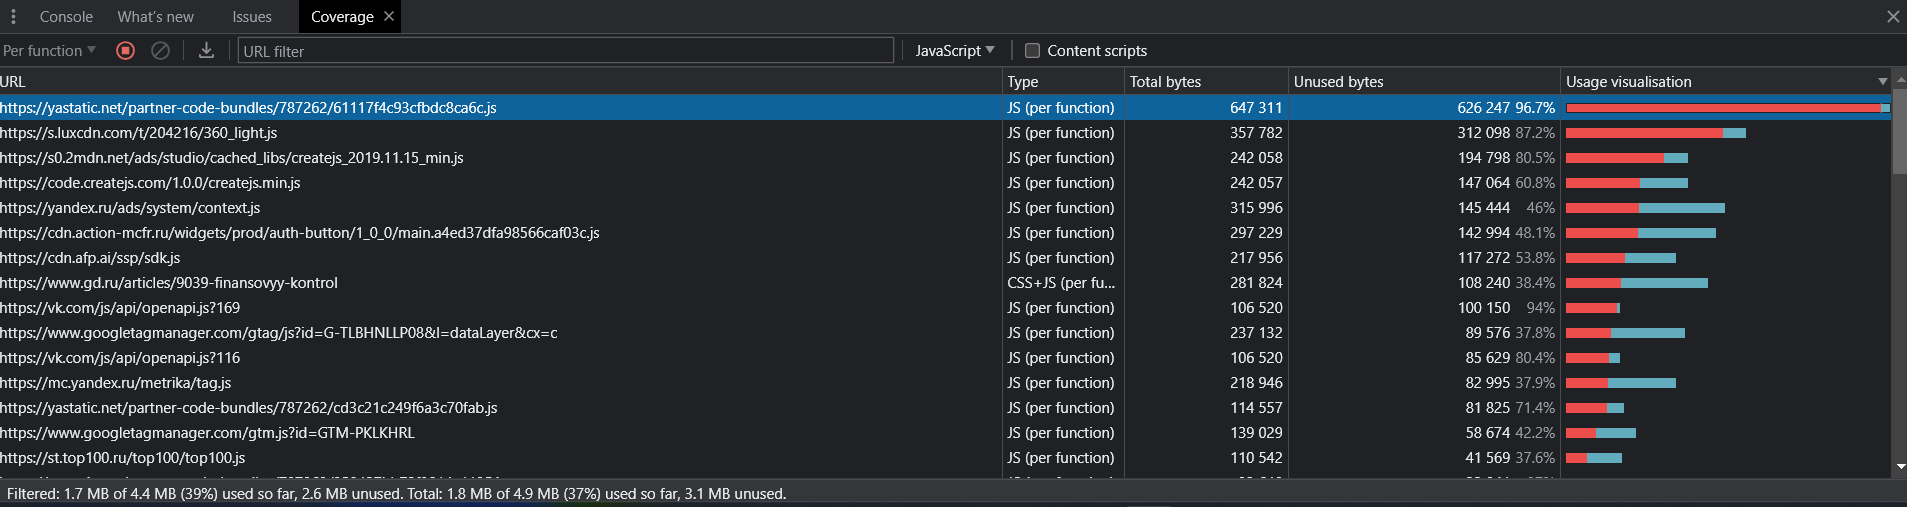 Console What's new Issues Coverage
Per function URL filter JavaScript Content scripts
URL Type Total bytes Unused bytes Usage visualisation
https://yastatic.net/partner-code-bundles/787262/61117f4c93cfbdc8ca6c.js JS (per function) 647 311 626 247 96.7%
https://s.luxcdn.com/t/204216/360_light.js JS (per function) 357 782 312 098 87.2%
https://s0.2mdn.net/ads/studio/cached_libs/createjs_2019.11.15_min.js JS (per function) 242 058 194 798 80.5%
https://code.createjs.com/1.0.0/createjs.min.js JS (per function) 242 057 147 064 60.8%
https://yandex.ru/ads/system/context.js JS (per function) 315 996 145 444 46%
https://cdn.action-mcfr.ru/widgets/prod/auth-button/1_0_0/main.a4ed37dfa98566caf03c.js JS (per function) 297 229 142 994 48.1%
https://cdn.afp.ai/ssp/sdk.js JS (per function) 217 956 117 272 53.8%
https://www.gd.ru/articles/9039-finansovyy-kontrol CSS+JS (per fu... 281 824 108 240 38.4%
https://vk.com/js/api/openapi.js?169 JS (per function) 106 520 100 150 94%
https://www.googletagmanager.com/gtag/js?id=G-TLBHNLLP08&l=dataLayer&cx=c JS (per function) 237 132 89 576 37.8%
https://vk.com/js/api/openapi.js?116 JS (per function) 106 520 85 629 80.4%
https://mc.yandex.ru/metrika/tag.js JS (per function) 218 946 82 995 37.9%
https://yastatic.net/partner-code-bundles/787262/cd3c21c249f6a3c70fab.js JS (per function) 114 557 81 825 71.4%
https://www.googletagmanager.com/gtm.js?id=GTM-PKLKHRL JS (per function) 139 029 58 674 42.2%
https://st.top100.ru/top100/top100.js JS (per function) 110 542 41 569 37.6%
Filtered: 1.7 MB of 4.4 MB (39%) used so far, 2.6 MB unused. Total: 1.8 MB of 4.9 MB (37%) used so far, 3.1 MB unused.